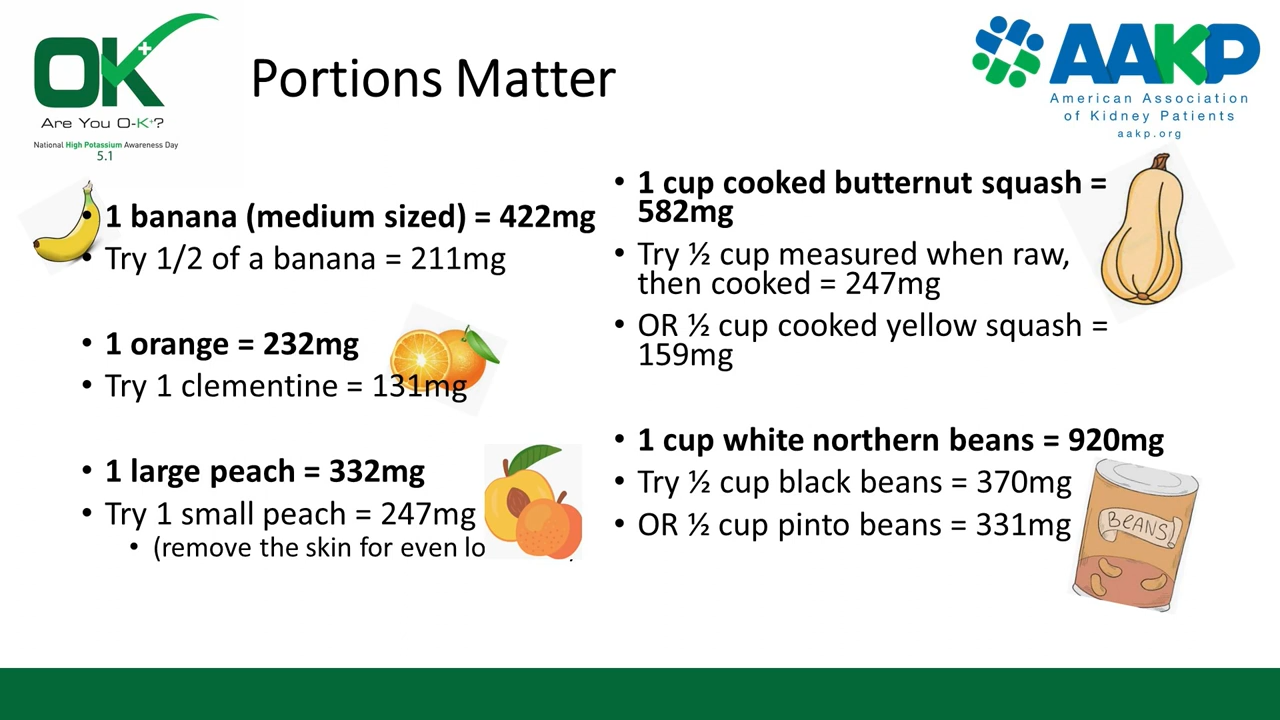 OK+
Are You O-K+?
National High Potassium Awareness Day
5.1
Portions Matter
AAKP
American Association
of Kidney Patients
aakp.org
• 1 banana (medium sized) = 422mg
• Try 1/2 of a banana = 211mg
• 1 orange = 232mg
• Try 1 clementine = 131mg
• 1 large peach = 332mg
• Try 1 small peach = 247mg
• (remove the skin for even
• 1 cup cooked butternut squash =
582mg
• Try ½ cup measured when raw,
then cooked = 247mg
• OR ½ cup cooked yellow squash =
159mg
• 1 cup white northern beans = 920mg
• Try ½ cup black beans = 370mg
• OR ½ cup pinto beans = 331mg
BEANS